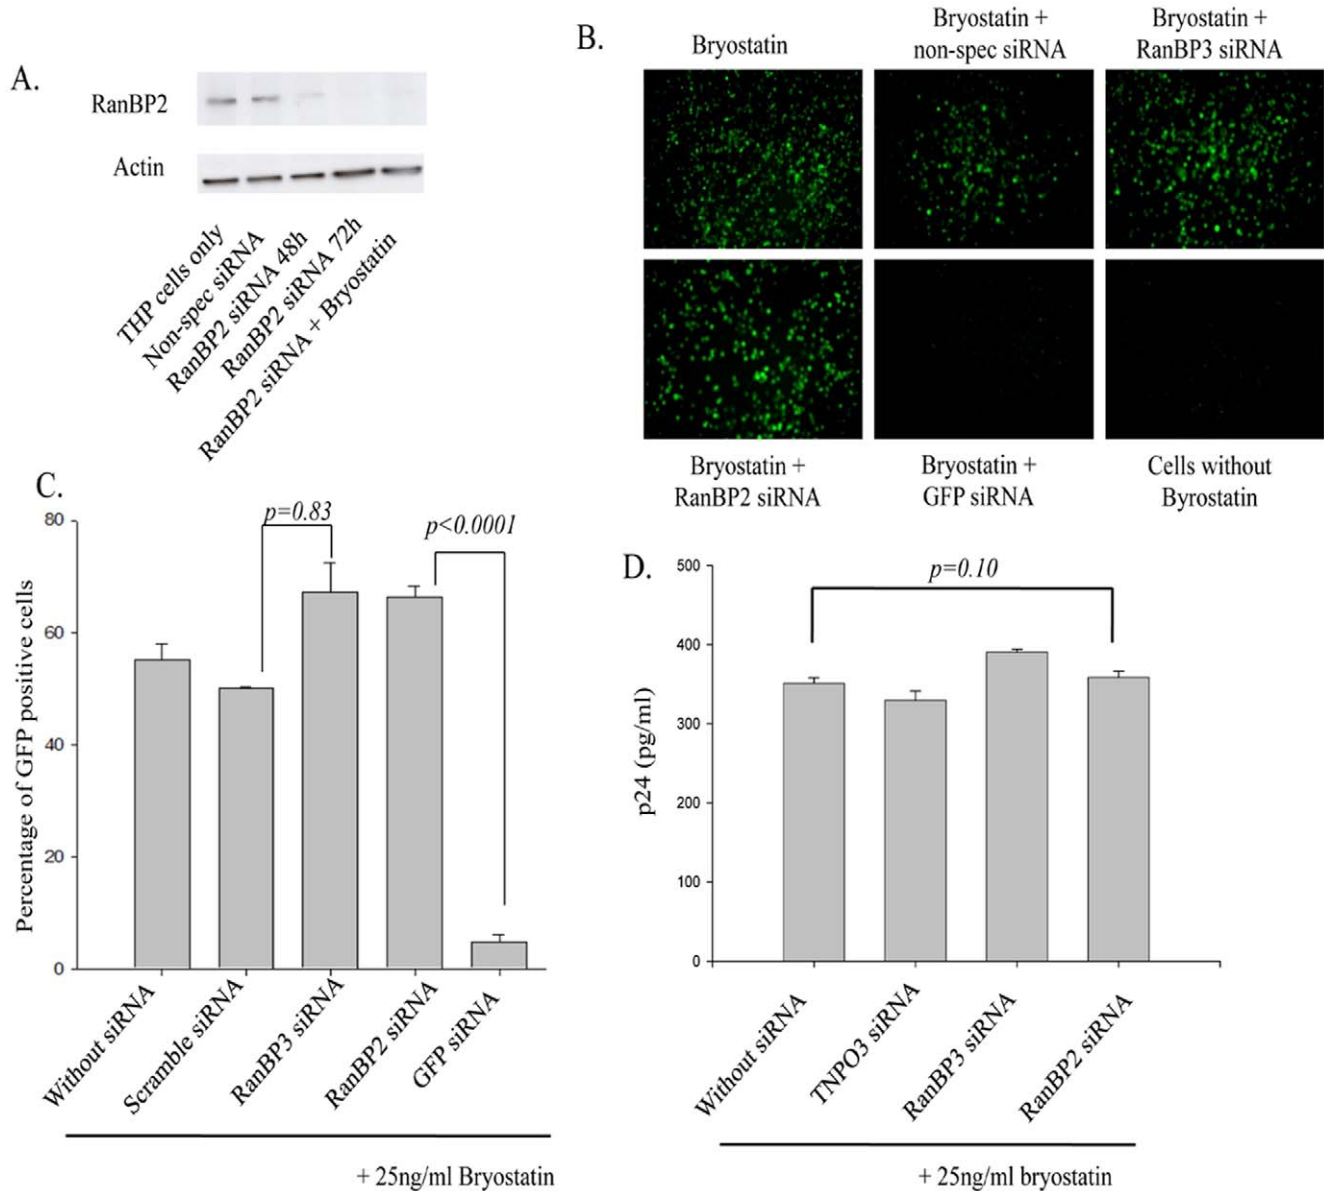 A.
RanBP2
Actin
THP cells only
Non-spec siRNA
RanBP2 siRNA 48h
RanBP2 siRNA 72h
RanBP2 siRNA + Bryostatin
B.
Bryostatin
Bryostatin +
non-spec siRNA
Bryostatin +
RanBP3 siRNA
Bryostatin +
RanBP2 siRNA
Bryostatin +
GFP siRNA
Cells without
Byrostatin
C.
Percentage of GFP positive cells
80
60
40
20
0
p=0.83
p<0.0001
Without siRNA
Scramble siRNA
RanBP3 siRNA
RanBP2 siRNA
GFP siRNA
+ 25ng/ml Bryostatin
D.
p24 (pg/ml)
500
400
300
200
100
0
p=0.10
Without siRNA
TNPO3 siRNA
RanBP3 siRNA
RanBP2 siRNA
+ 25ng/ml bryostatin